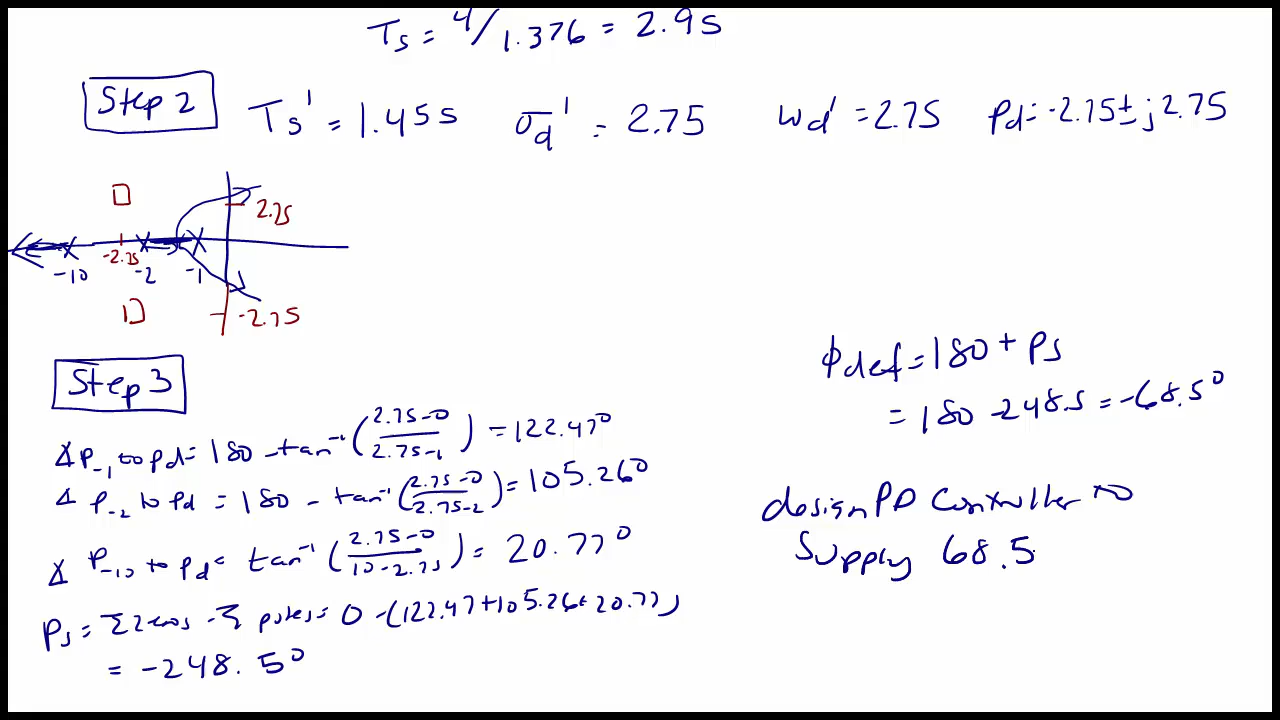 Ts = 4/1.376 = 2.9s
Step 2
Ts' = 1.45s σd' = 2.75 wd' = 2.75 Pd = -2.75 ± j2.75
2.75
-10 -2.75 -2 -1
-2.75
Step 3
∡P-1 to pd = 180 - tan⁻¹(2.75-0/2.75-1) = 122.47°
∡ P-2 to pd = 180 - tan⁻¹(2.75-0/2.75-2) = 105.26°
∡ P-10 to pd = tan⁻¹(2.75-0/10-2.75) = 20.77°
Ps = Σ zeros - Σ poles = 0 - (122.47+105.26+20.77)
= -248.5°
ϕdef = 180 + Ps
= 180 - 248.5 = -68.5°
design PD controller to
supply 68.5